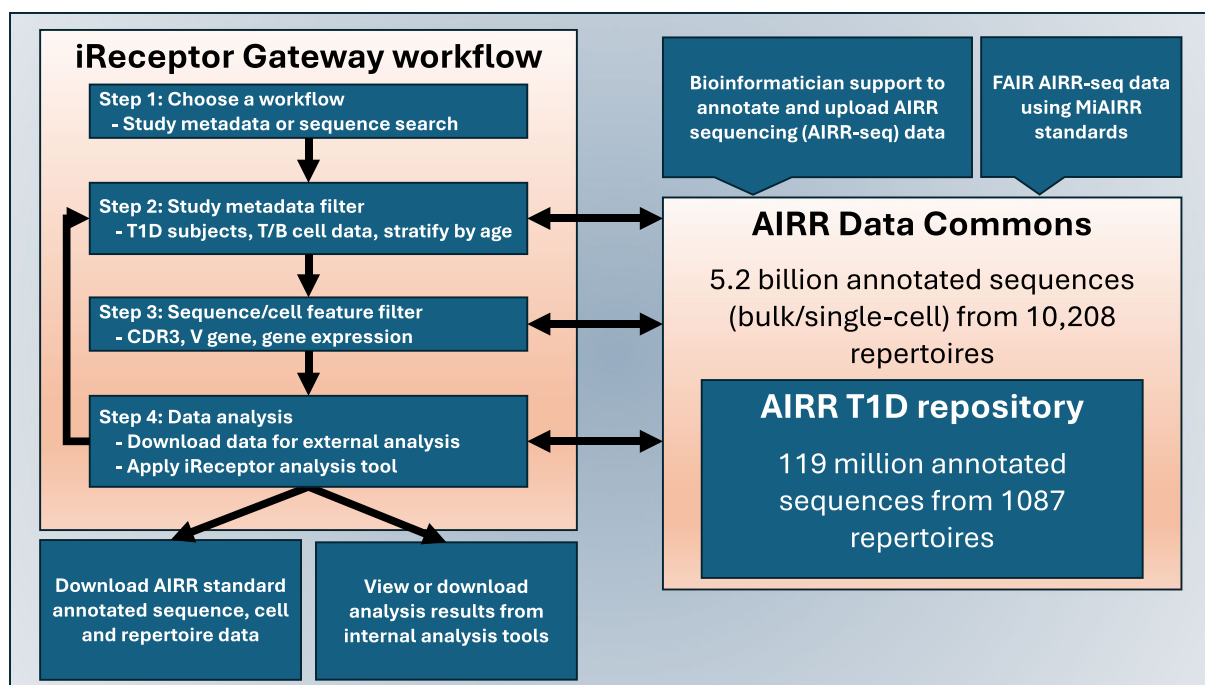 iReceptor Gateway workflow
Step 1: Choose a workflow
- Study metadata or sequence search
Step 2: Study metadata filter
- T1D subjects, T/B cell data, stratify by age
Step 3: Sequence/cell feature filter
- CDR3, V gene, gene expression
Step 4: Data analysis
- Download data for external analysis
- Apply iReceptor analysis tool
Download AIRR standard
annotated sequence, cell
and repertoire data
View or download
analysis results from
internal analysis tools
Bioinformatician support to
annotate and upload AIRR
sequencing (AIRR-seq) data
FAIR AIRR-seq data
using MiAIRR
standards
AIRR Data Commons
5.2 billion annotated sequences
(bulk/single-cell) from 10,208
repertoires
AIRR T1D repository
119 million annotated
sequences from 1087
repertoires